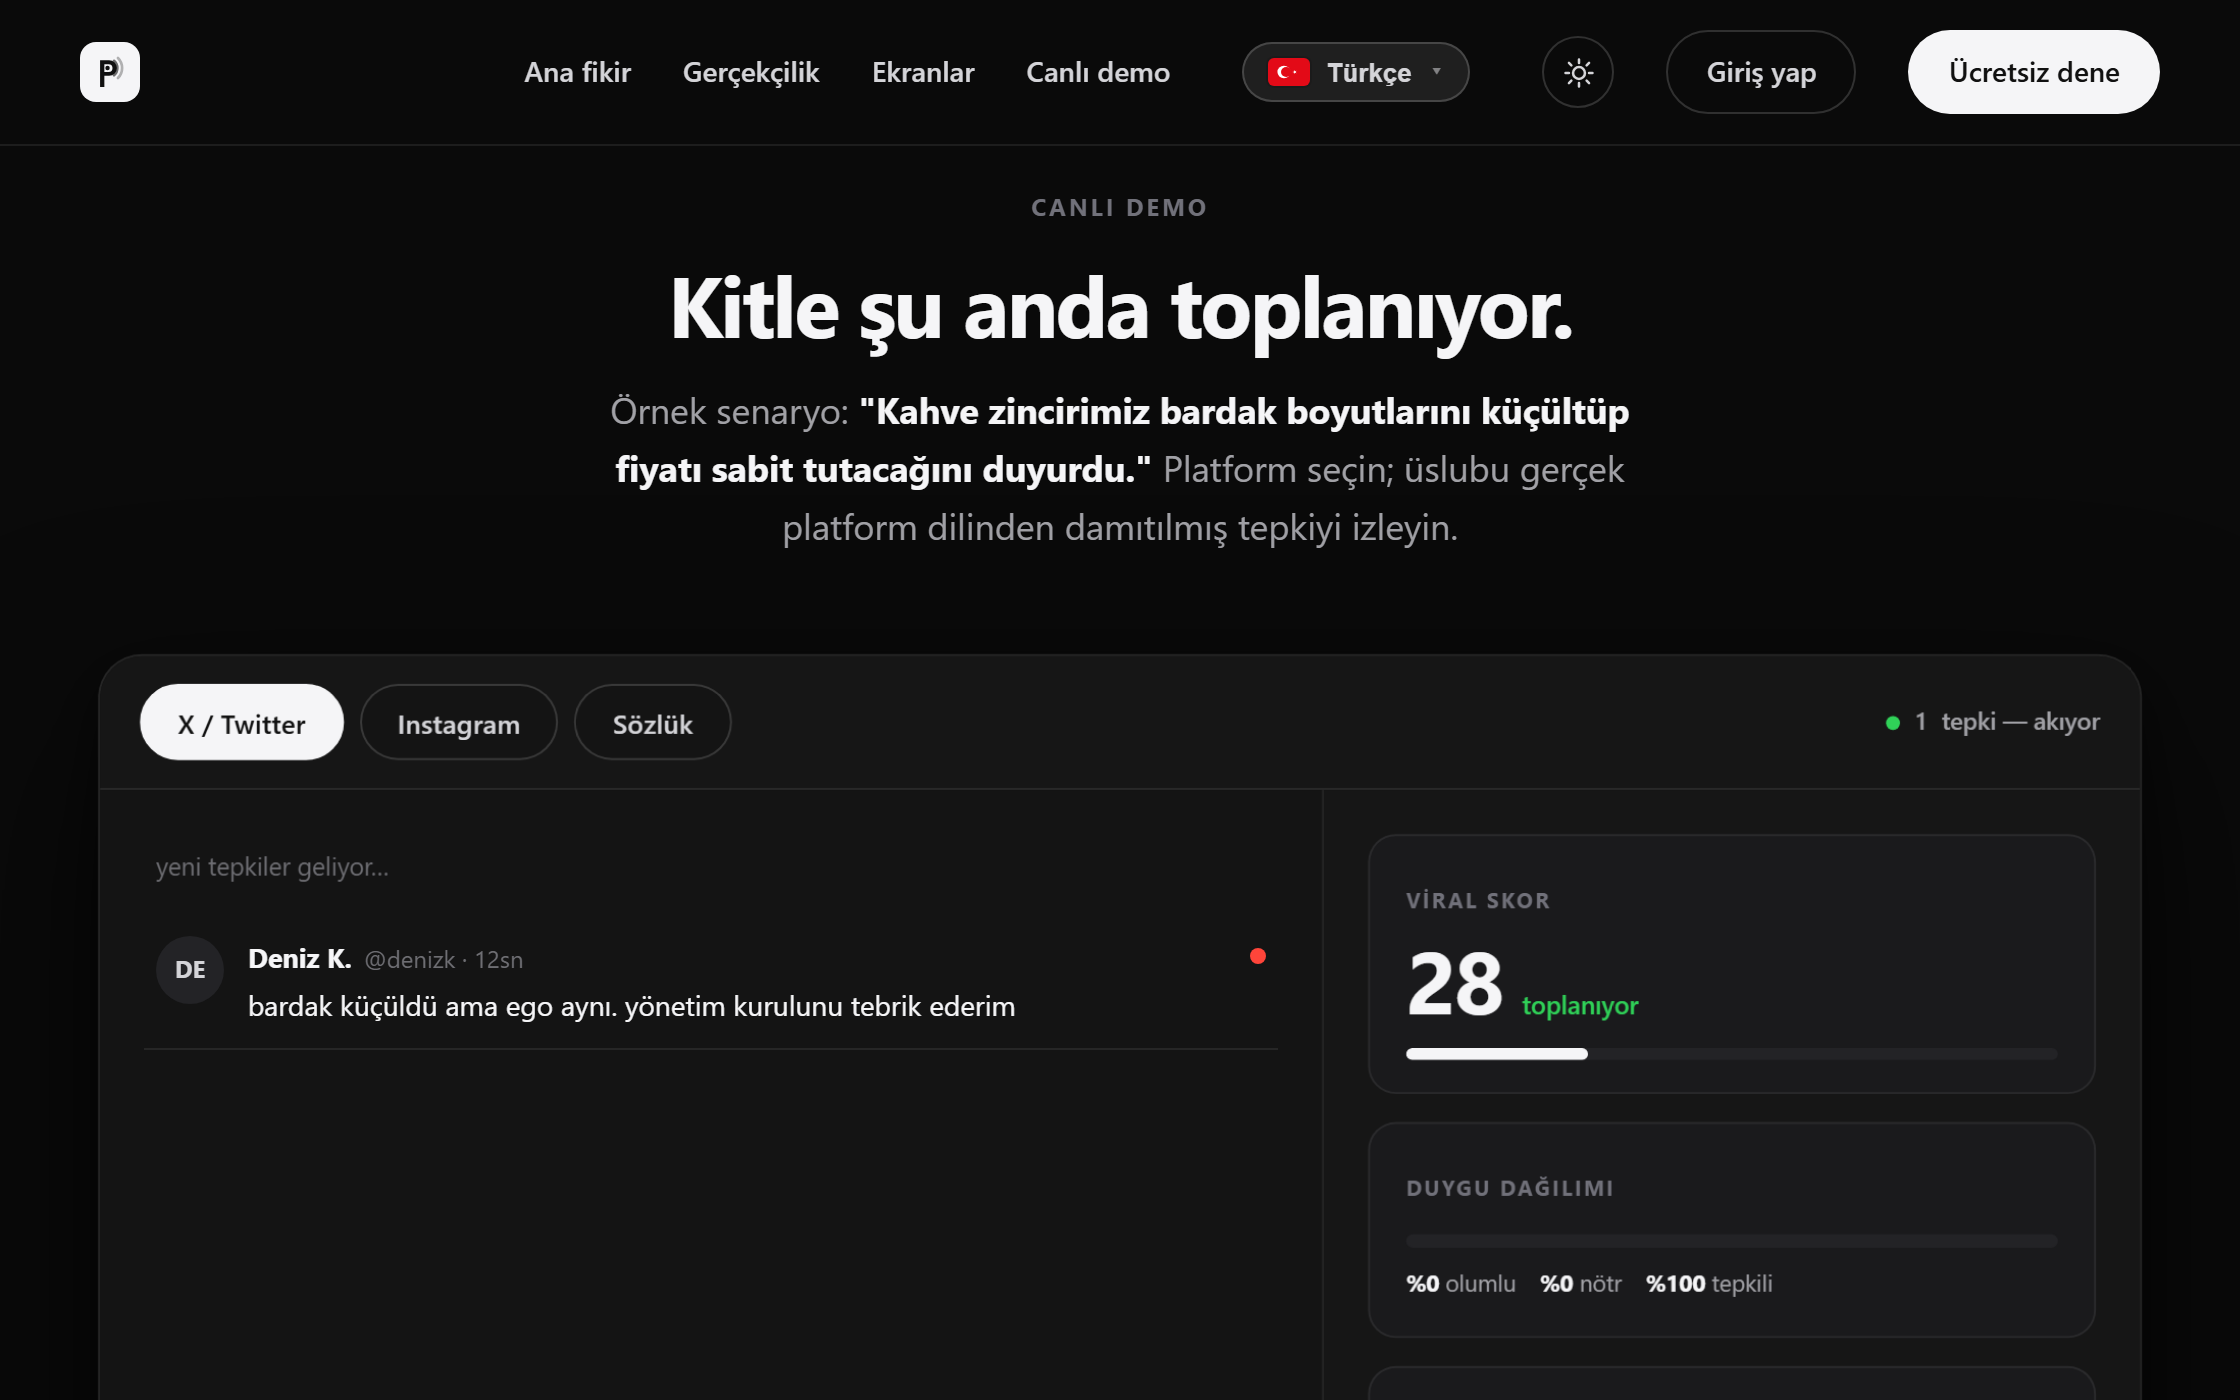 P
Ana fikir
Gerçekçilik
Ekranlar
Canlı demo
Türkçe
Giriş yap
Ücretsiz dene
CANLI DEMO
Kitle şu anda toplanıyor.
Örnek senaryo: "Kahve zincirimiz bardak boyutlarını küçültüp
fiyatı sabit tutacağını duyurdu." Platform seçin; üslubu gerçek
platform dilinden damıtılmış tepkiyi izleyin.
X / Twitter
Instagram
Sözlük
1 tepki — akıyor
yeni tepkiler geliyor...
DE
Deniz K. @denizk · 12sn
bardak küçüldü ama ego aynı. yönetim kurulunu tebrik ederim
VİRAL SKOR
28 toplanıyor
DUYGU DAĞILIMI
%0 olumlu %0 nötr %100 tepkili